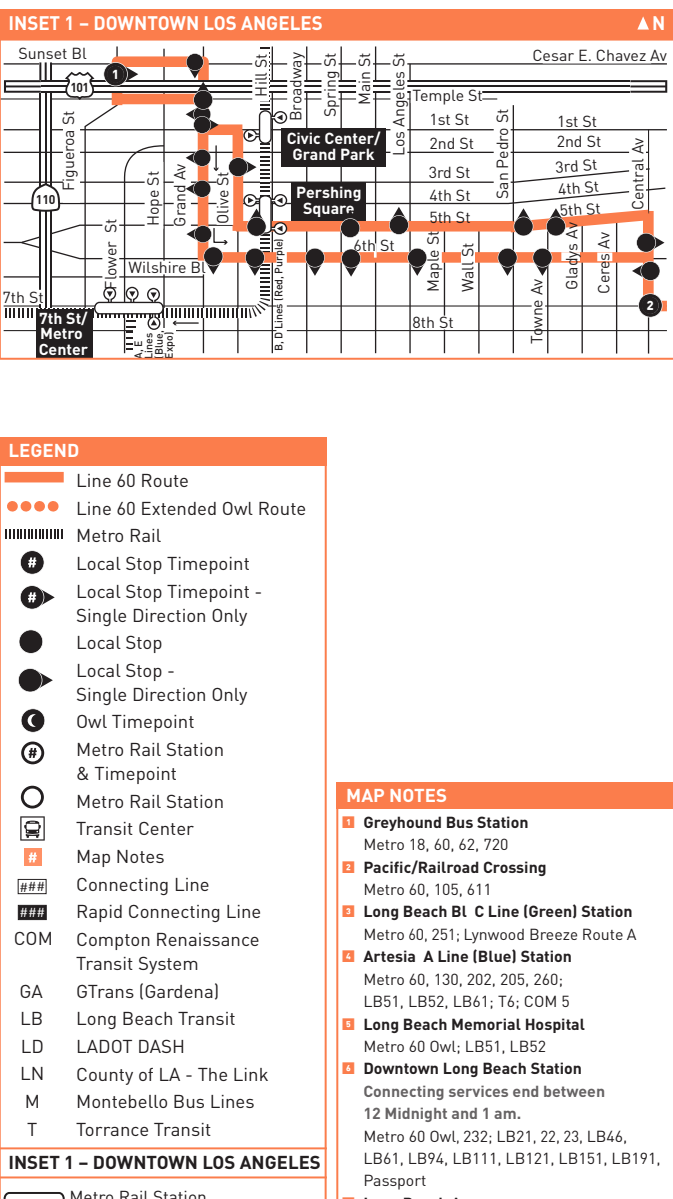 INSET 1 – DOWNTOWN LOS ANGELES
N
Sunset Bl
Cesar E. Chavez Av
1
101
Hill St
Broadway
Spring St
Main St
Los Angeles St
Temple St
1st St
1st St
2nd St
2nd St
Figueroa St
Civic Center/
Grand Park
San Pedro St
Central Av
3rd St
3rd St
Hope St
Grand Av
Olive St
110
Pershing
Square
4th St
4th St
5th St
5th St
Flower St
6th St
Maple St
Wall St
Gladys Av
Ceres Av
Wilshire Bl
B, D Lines (Red, Purple)
7th St
2
7th St/
Metro
Center
A, E
Lines
(Blue,
Expo)
8th St
Towne Av
LEGEND
Line 60 Route
Line 60 Extended Owl Route
Metro Rail
# Local Stop Timepoint
# Local Stop Timepoint -
Single Direction Only
Local Stop
Local Stop -
Single Direction Only
Owl Timepoint
# Metro Rail Station
& Timepoint
Metro Rail Station
Transit Center
# Map Notes
### Connecting Line
### Rapid Connecting Line
COM Compton Renaissance
Transit System
GA GTrans (Gardena)
LB Long Beach Transit
LD LADOT DASH
LN County of LA - The Link
M Montebello Bus Lines
T Torrance Transit
INSET 1 – DOWNTOWN LOS ANGELES
Metro Rail Station
MAP NOTES
1 Greyhound Bus Station
Metro 18, 60, 62, 720
2 Pacific/Railroad Crossing
Metro 60, 105, 611
3 Long Beach Bl C Line (Green) Station
Metro 60, 251; Lynwood Breeze Route A
4 Artesia A Line (Blue) Station
Metro 60, 130, 202, 205, 260;
LB51, LB52, LB61; T6; COM 5
5 Long Beach Memorial Hospital
Metro 60 Owl; LB51, LB52
6 Downtown Long Beach Station
Connecting services end between
12 Midnight and 1 am.
Metro 60 Owl, 232; LB21, 22, 23, LB46,
LB61, LB94, LB111, LB121, LB151, LB191,
Passport